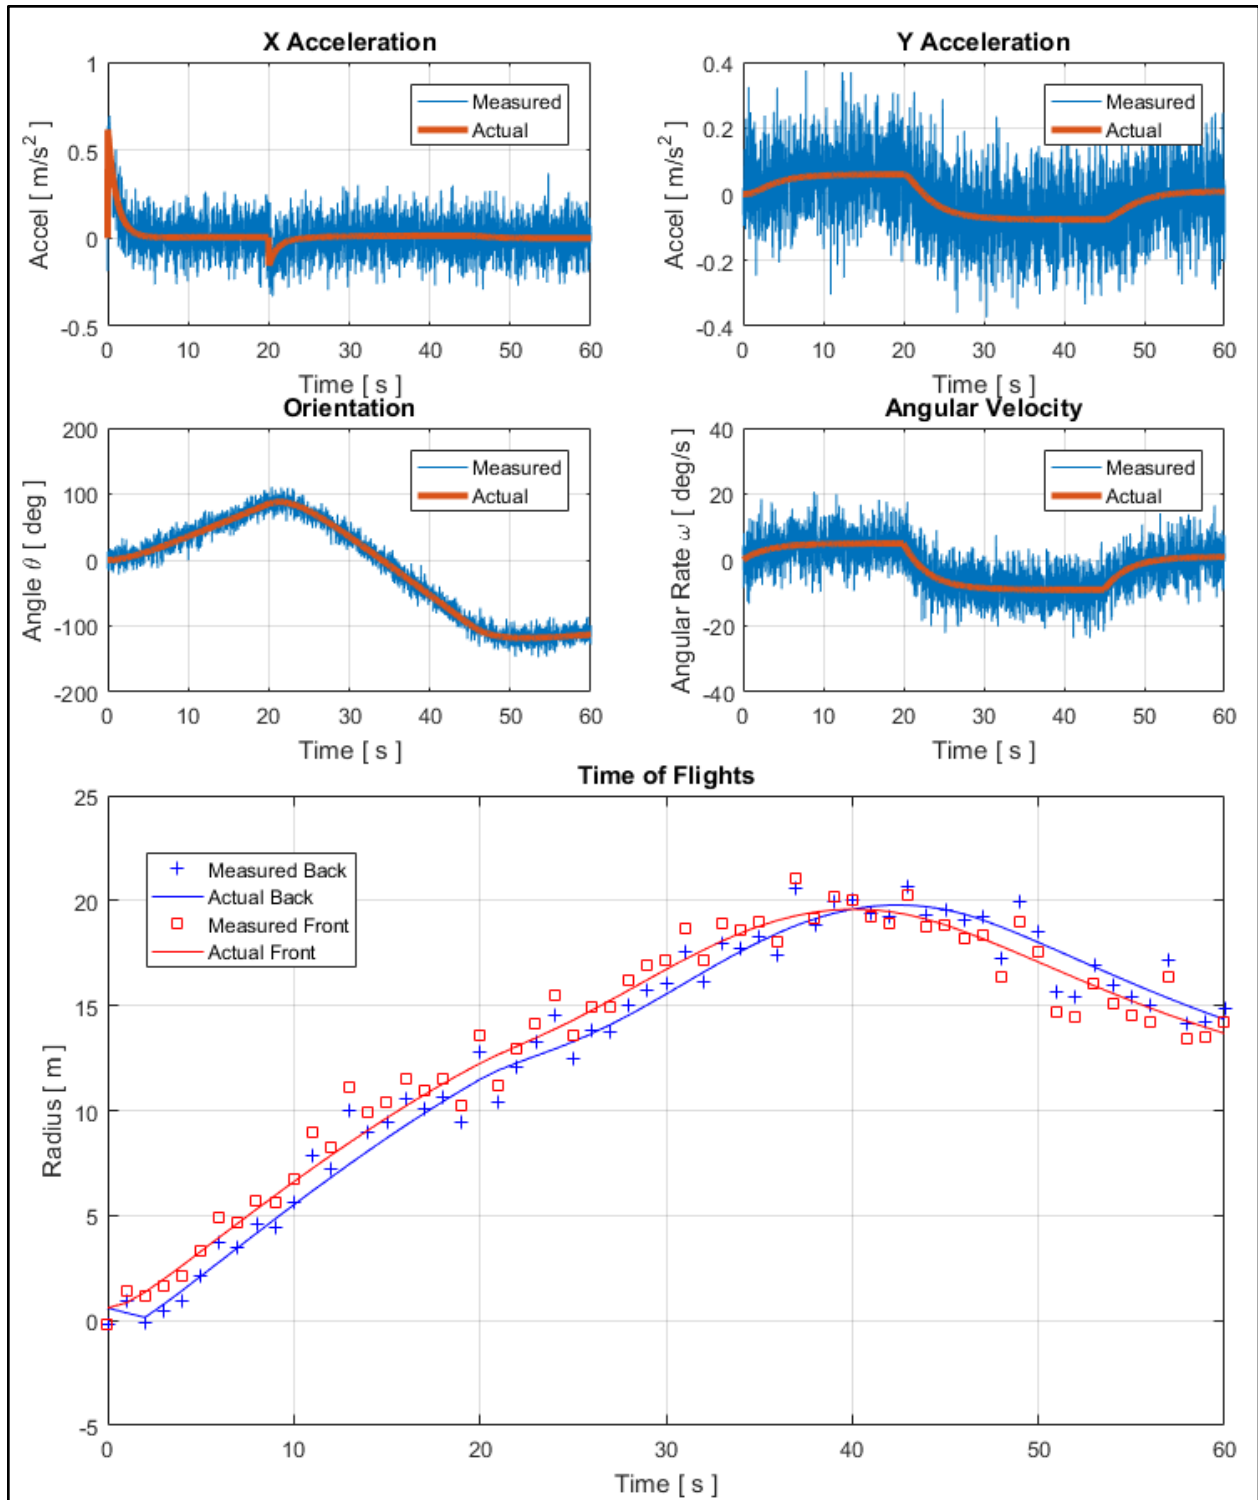 X Acceleration
Accel [ m/s²
]
1
0.5
0
-0.5
0 10 20 30 40 50 60
Time [ s ]
Measured
Actual
Y Acceleration
Accel [ m/s²
]
0.4
0.2
0
-0.2
-0.4
0 10 20 30 40 50 60
Time [ s ]
Measured
Actual
Orientation
Angle θ [ deg ]
200
100
0
-100
-200
0 10 20 30 40 50 60
Time [ s ]
Measured
Actual
Angular Velocity
Angular Rate ω [ deg/s ]
40
20
0
-20
-40
0 10 20 30 40 50 60
Time [ s ]
Measured
Actual
Time of Flights
Radius [ m ]
25
20
15
10
5
0
-5
0 10 20 30 40 50 60
Time [ s ]
Measured Back
Actual Back
Measured Front
Actual Front